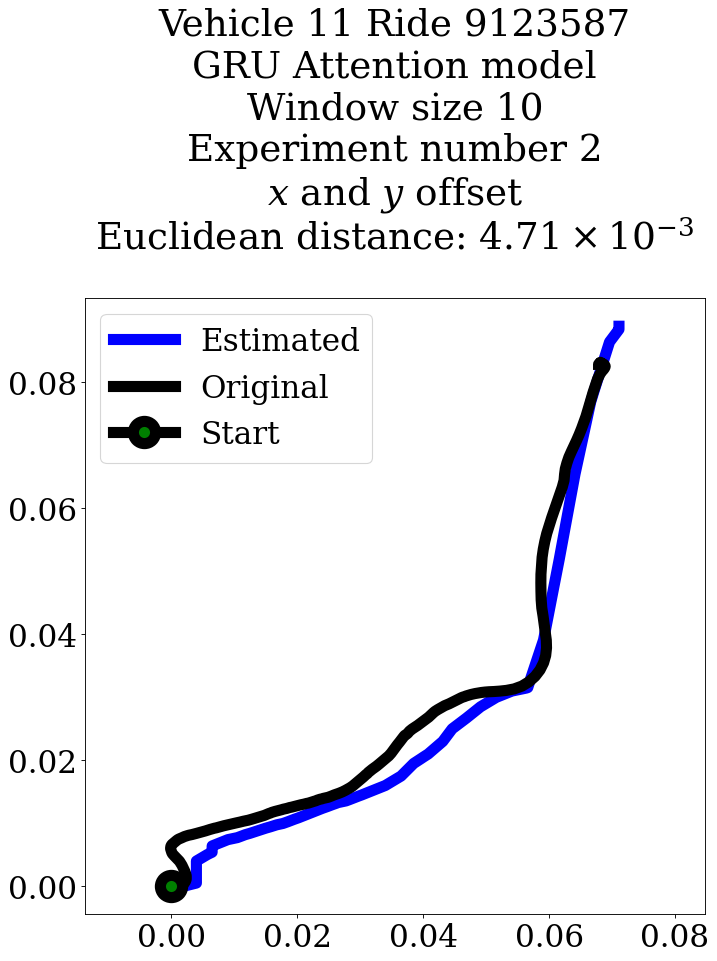 Vehicle 11 Ride 9123587
GRU Attention model
Window size 10
Experiment number 2
x and y offset
Euclidean distance: 4.71 × 10⁻³
Estimated
Original
Start
0.08
0.06
0.04
0.02
0.00
0.00 0.02 0.04 0.06 0.08